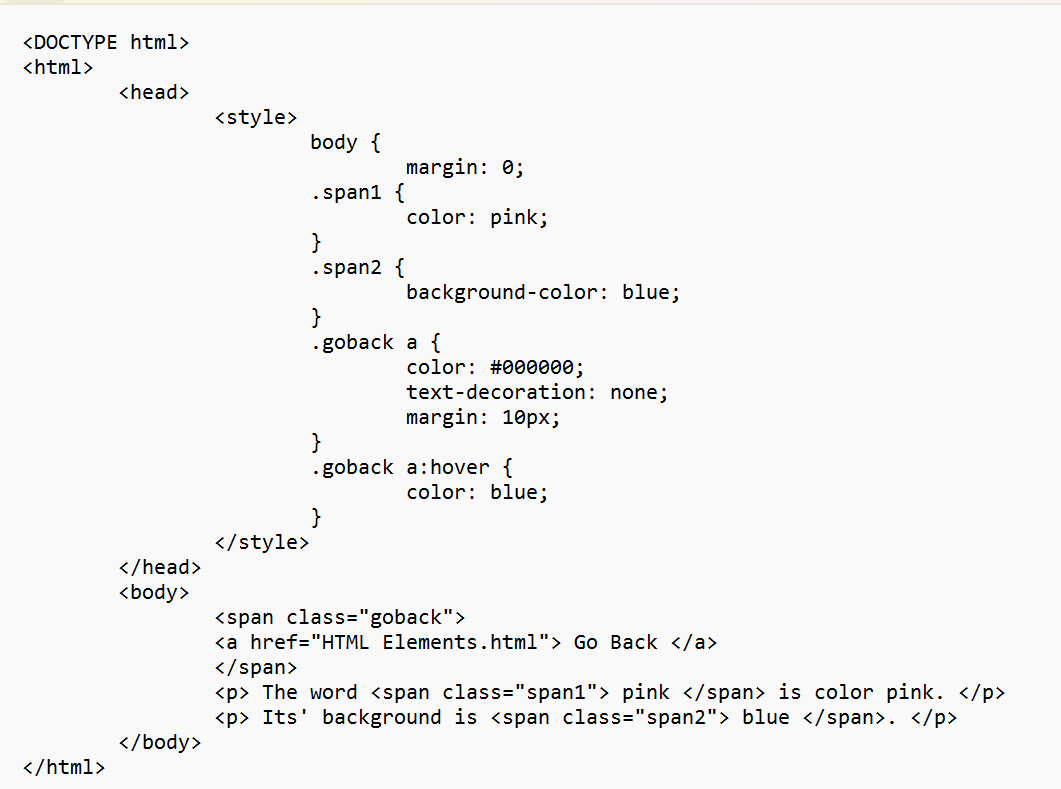 <DOCTYPE html>
<html>
<head>
<style>
body {
margin: 0;
.span1 {
color: pink;
}
.span2 {
background-color: blue;
}
.goback a {
color: #000000;
text-decoration: none;
margin: 10px;
}
.goback a:hover {
color: blue;
}
</style>
</head>
<body>
<span class="goback">
<a href="HTML Elements.html"> Go Back </a>
</span>
<p> The word <span class="span1"> pink </span> is color pink. </p>
<p> Its' background is <span class="span2"> blue </span>. </p>
</body>
</html>